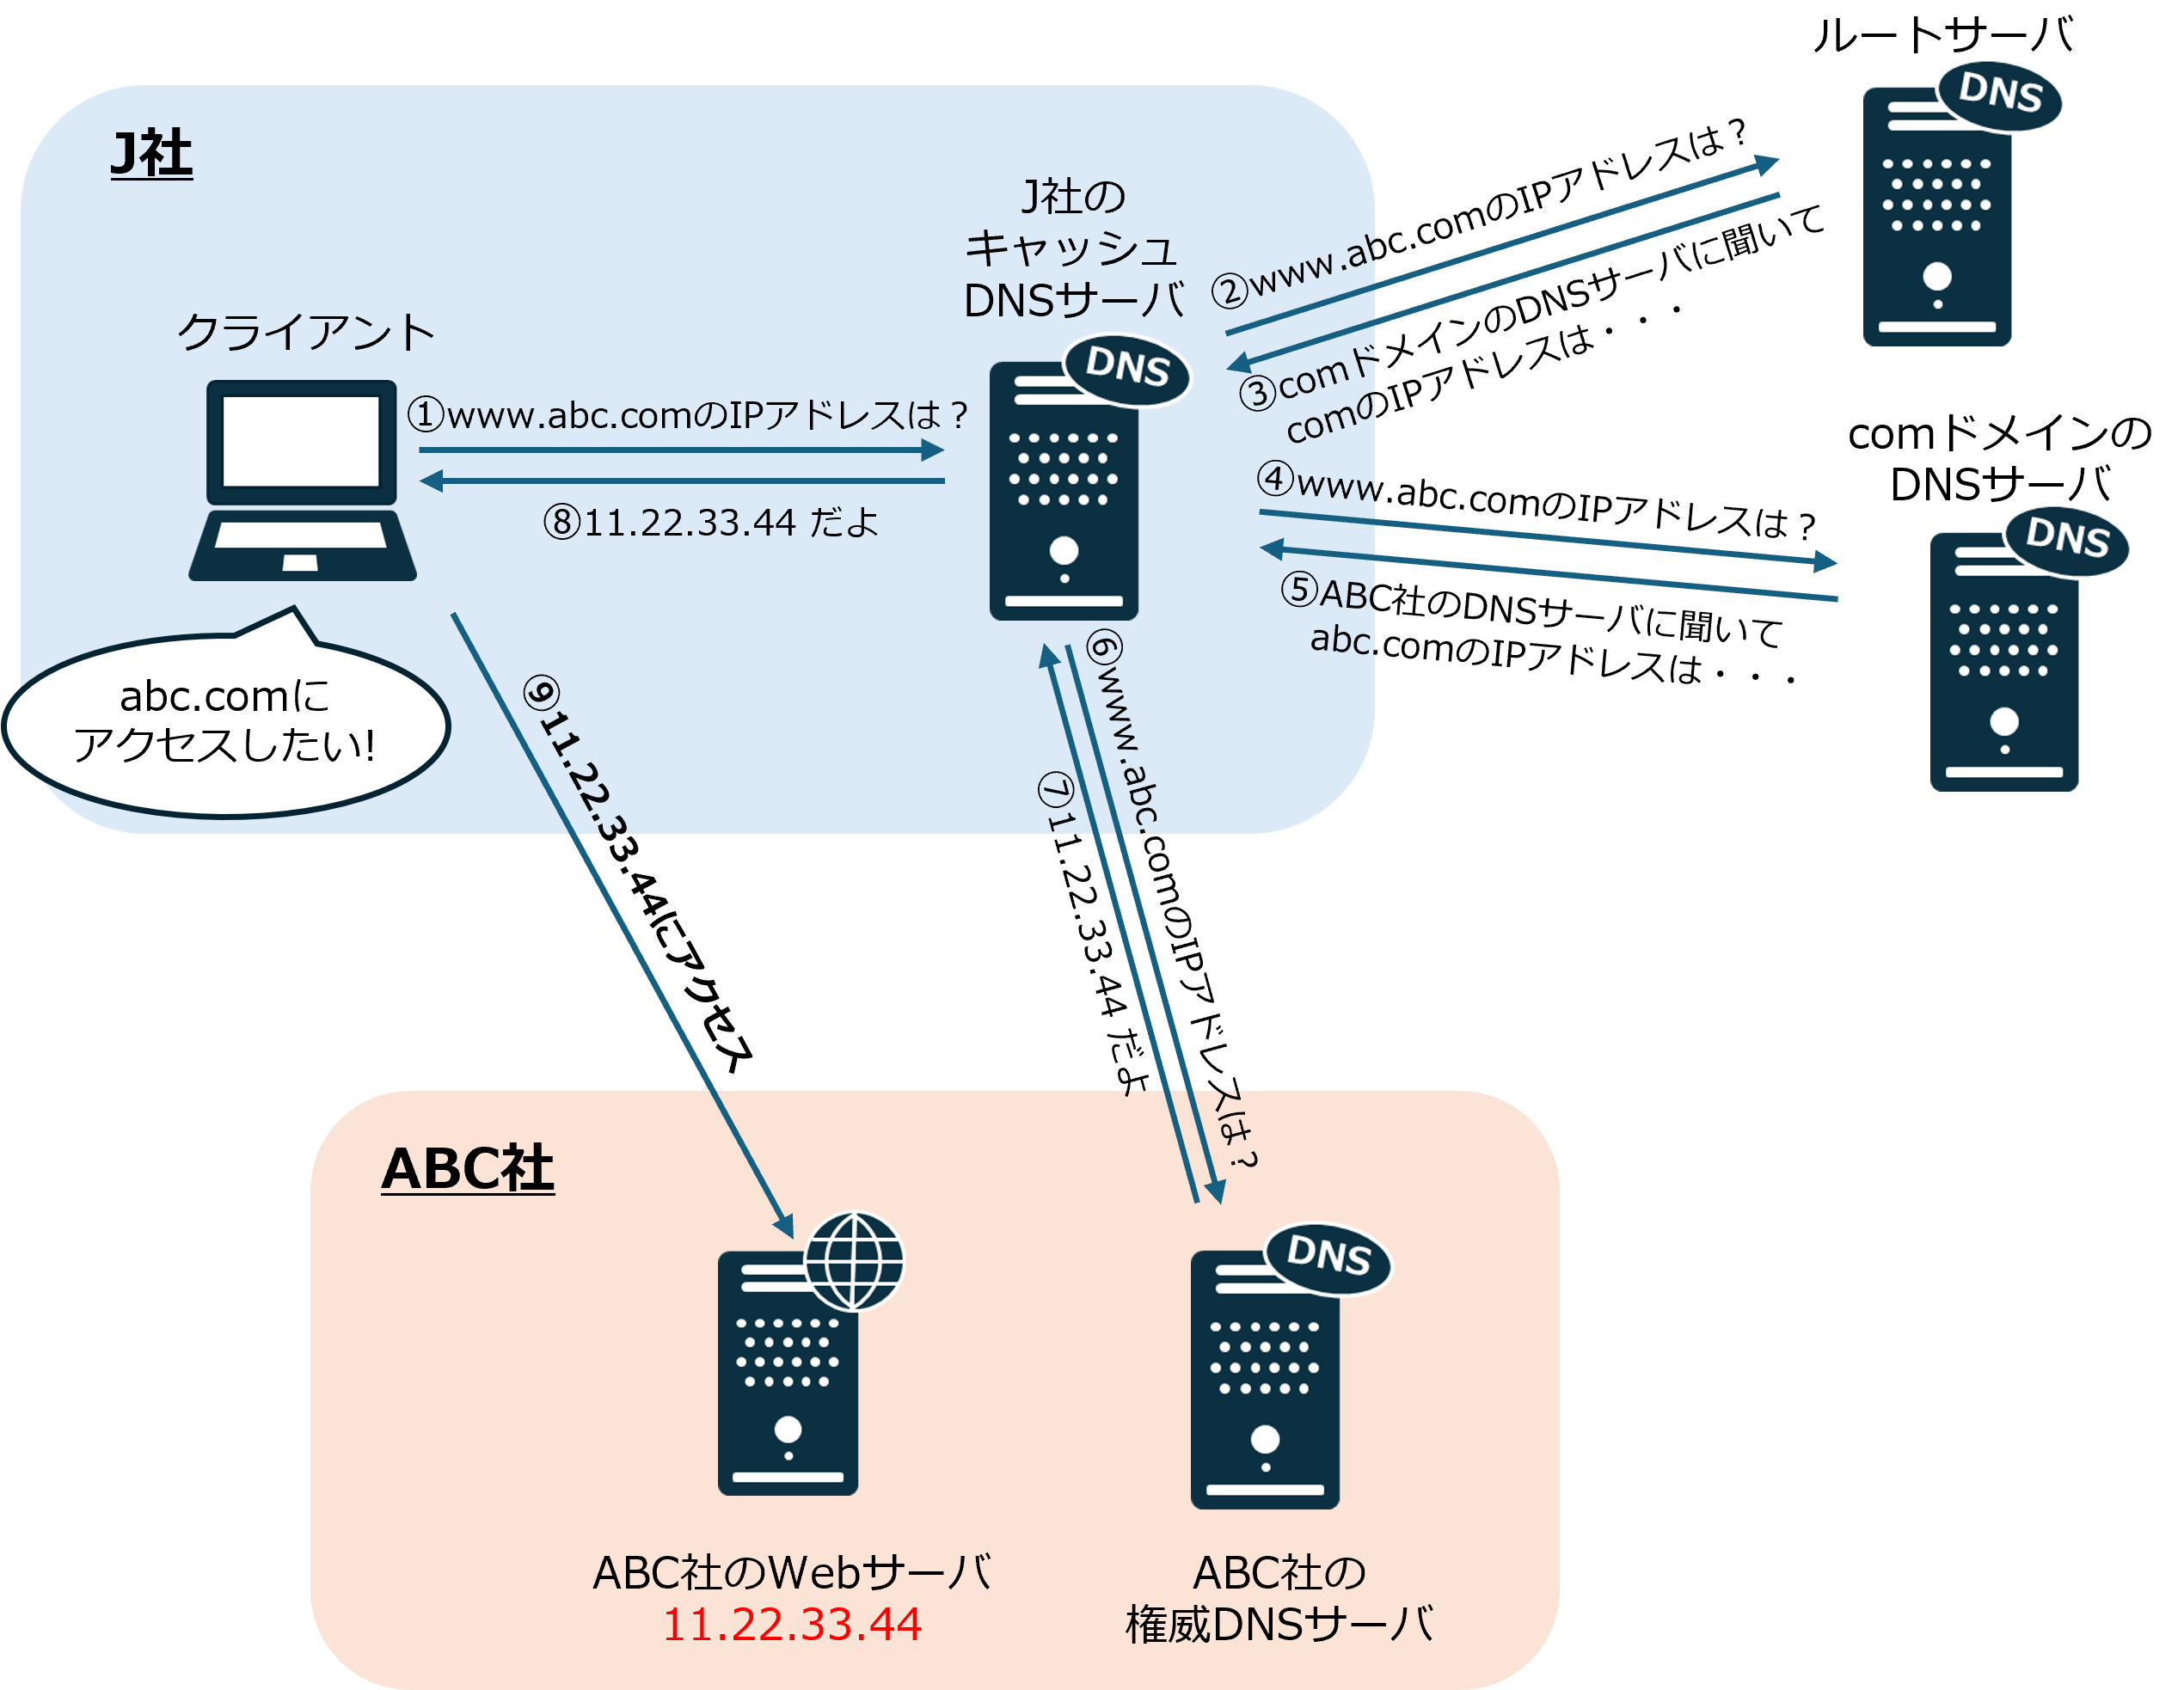 ルートサーバ
DNS
J社
J社の
キャッシュ
DNSサーバ
DNS
クライアント
①www.abc.comのIPアドレスは？
②www.abc.comのIPアドレスは？
③comドメインのDNSサーバに聞いて
comのIPアドレスは・・・
comドメインの
DNSサーバ
DNS
④www.abc.comのIPアドレスは？
⑤ABC社のDNSサーバに聞いて
abc.comのIPアドレスは・・・
⑧11.22.33.44 だよ
abc.comに
アクセスしたい!
⑨11.22.33.44にアクセス
⑥www.abc.comのIPアドレスは？
⑦11.22.33.44 だよ
ABC社
DNS
ABC社のWebサーバ
11.22.33.44
ABC社の
権威DNSサーバ